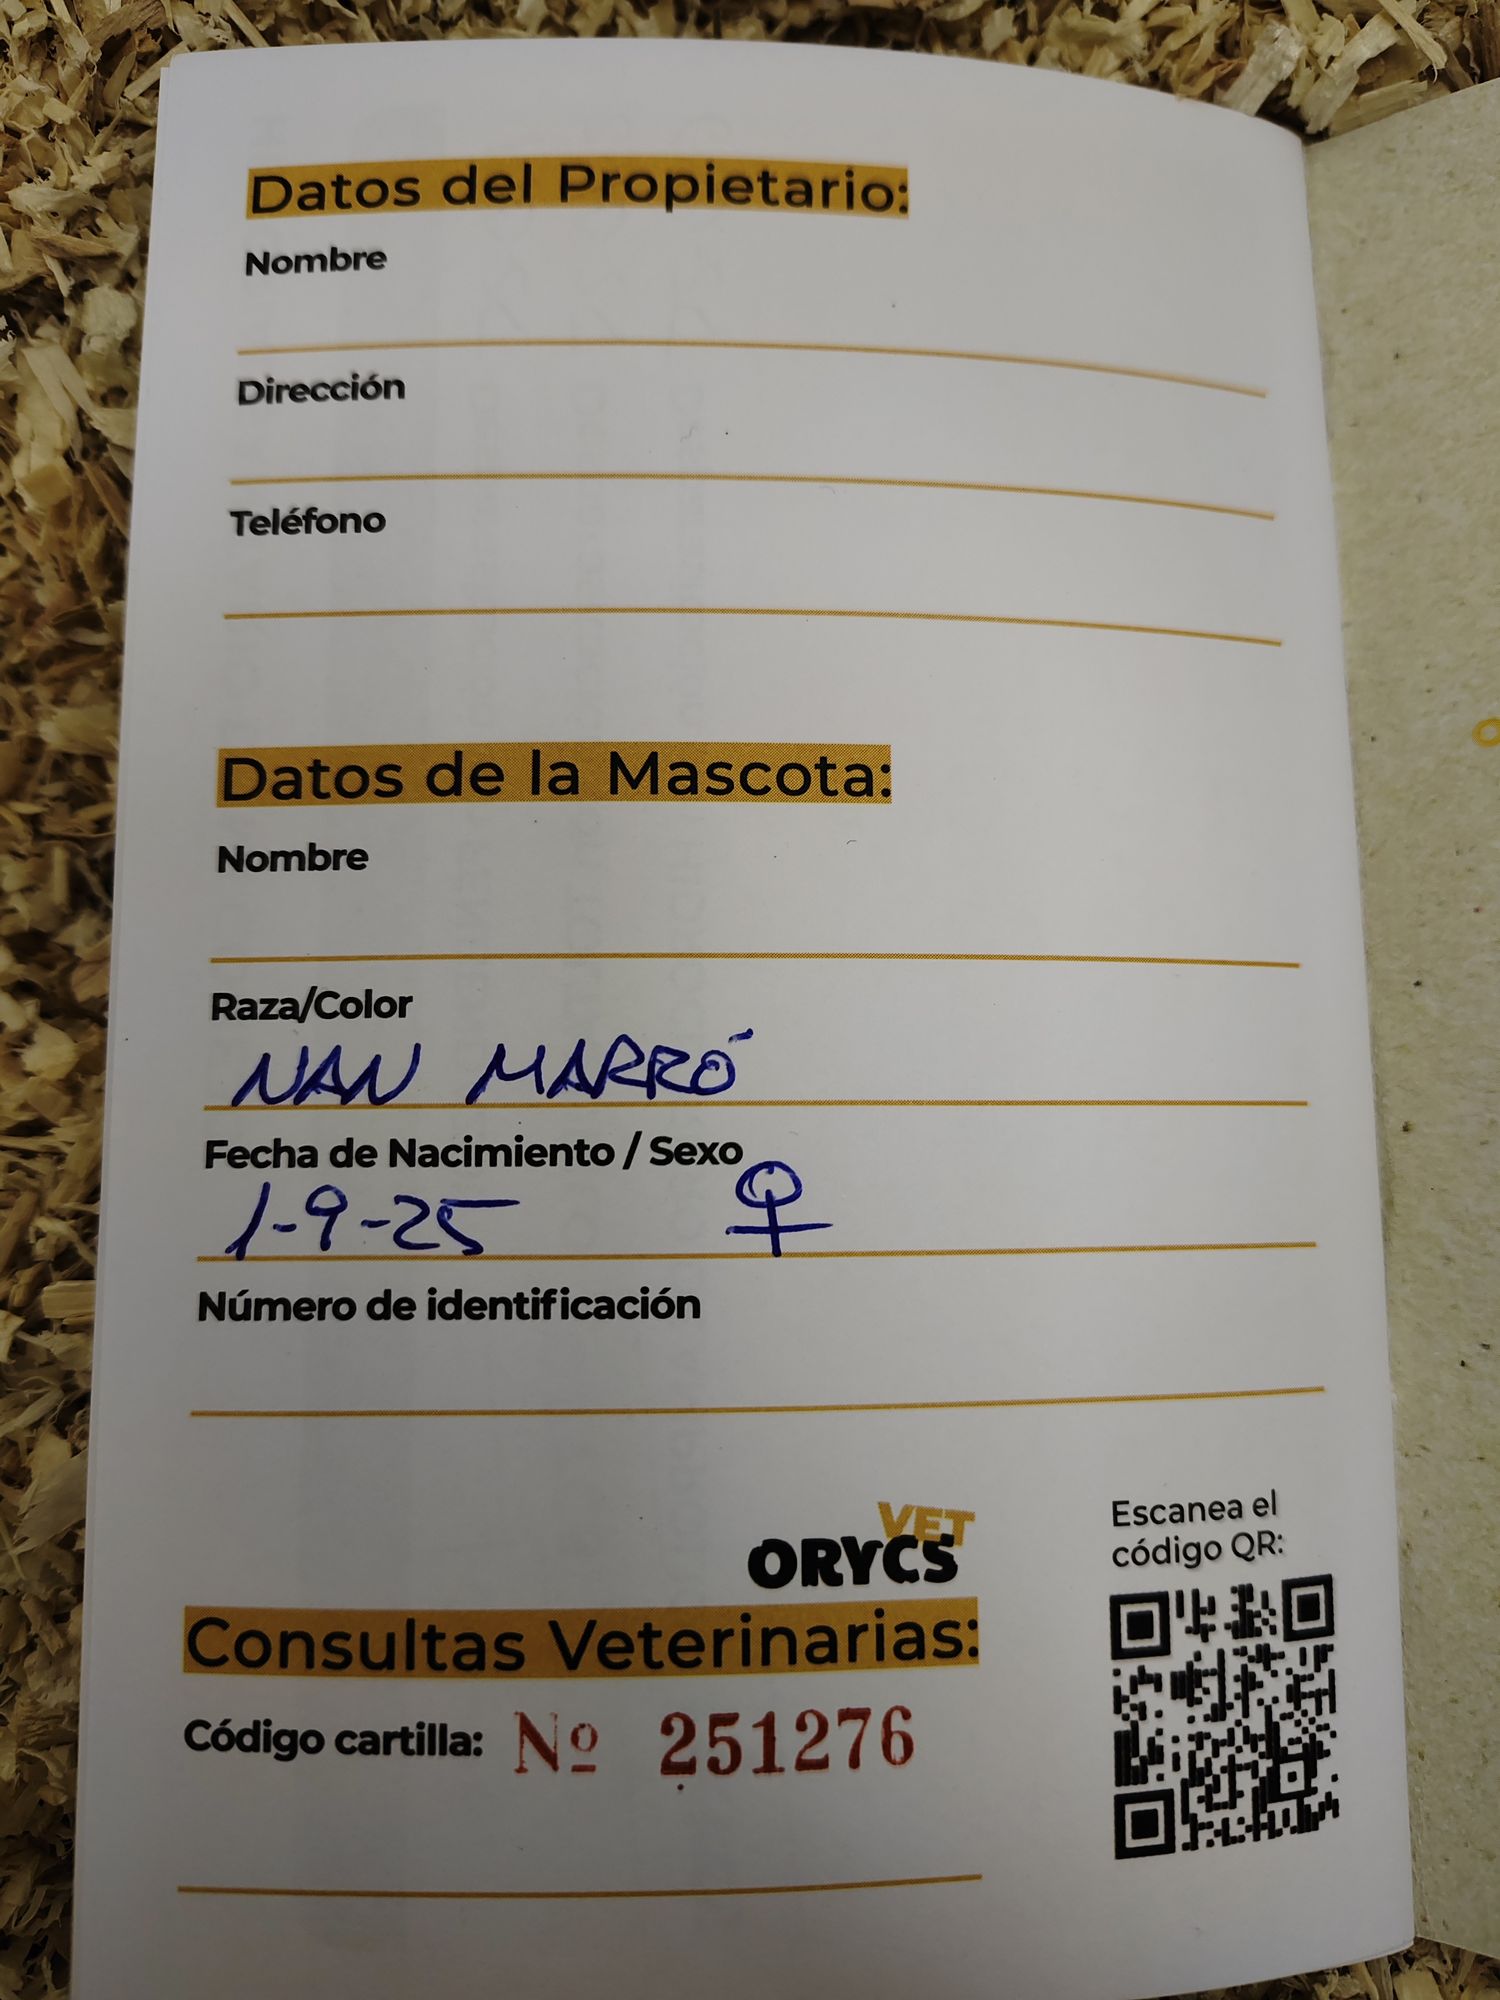 Datos del Propietario:
Nombre
Dirección
Teléfono
Datos de la Mascota:
Nombre
Raza/Color
NAN MARRÓ
Fecha de Nacimiento / Sexo
1-9-25 ♀
Número de identificación
VET
ORYCS
Escanea el
código QR:
Consultas Veterinarias:
Código cartilla: Nº 251276